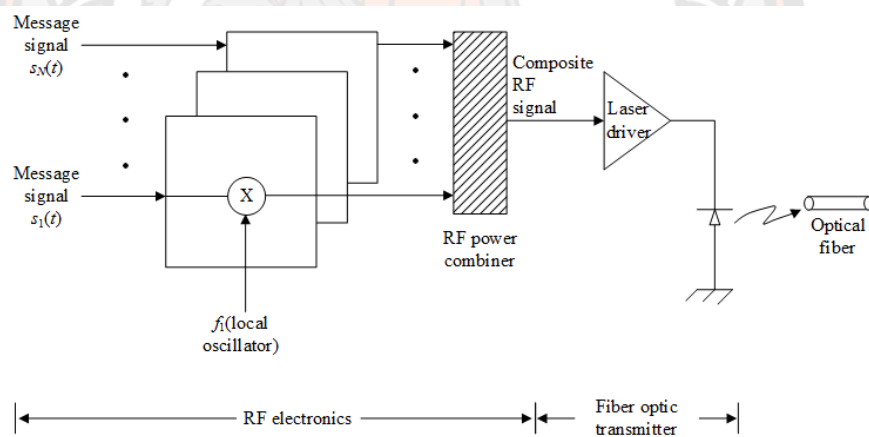 Message
signal
sN(t)
Message
signal
s1(t)
X
f1(local
oscillator)
RF power
combiner
Composite
RF
signal
Laser
driver
Optical
fiber
RF electronics
Fiber optic
transmitter